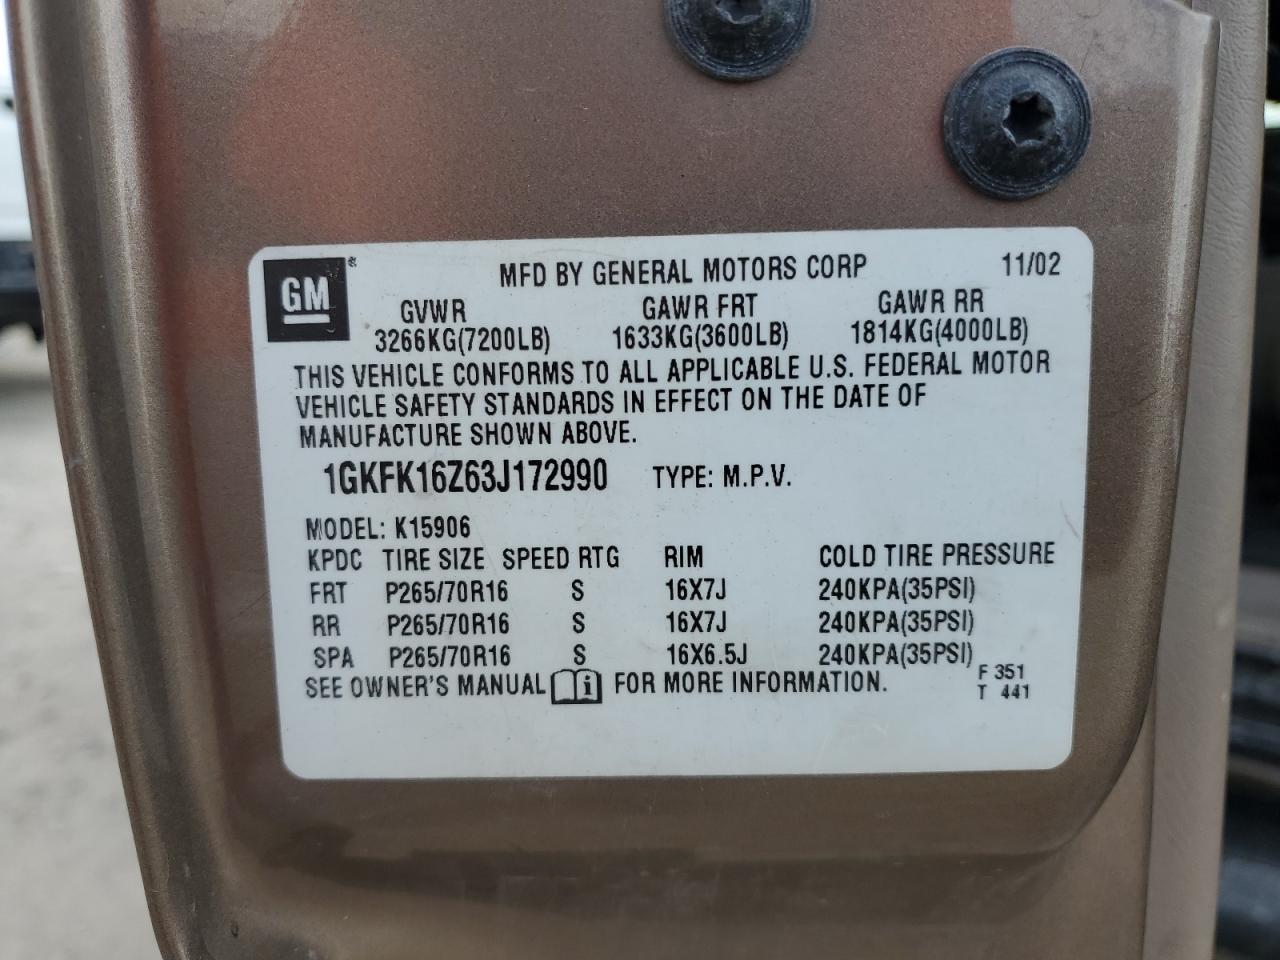 GM®
MFD BY GENERAL MOTORS CORP 11/02
GVWR GAWR FRT GAWR RR
3266KG(7200LB) 1633KG(3600LB) 1814KG(4000LB)
THIS VEHICLE CONFORMS TO ALL APPLICABLE U.S. FEDERAL MOTOR
VEHICLE SAFETY STANDARDS IN EFFECT ON THE DATE OF
MANUFACTURE SHOWN ABOVE.
1GKFK16Z63J172990 TYPE: M.P.V.
MODEL: K15906
KPDC TIRE SIZE SPEED RTG RIM COLD TIRE PRESSURE
FRT P265/70R16 S 16X7J 240KPA(35PSI)
RR P265/70R16 S 16X7J 240KPA(35PSI)
SPA P265/70R16 S 16X6.5J 240KPA(35PSI)
SEE OWNER'S MANUAL i FOR MORE INFORMATION.
F 351
T 441